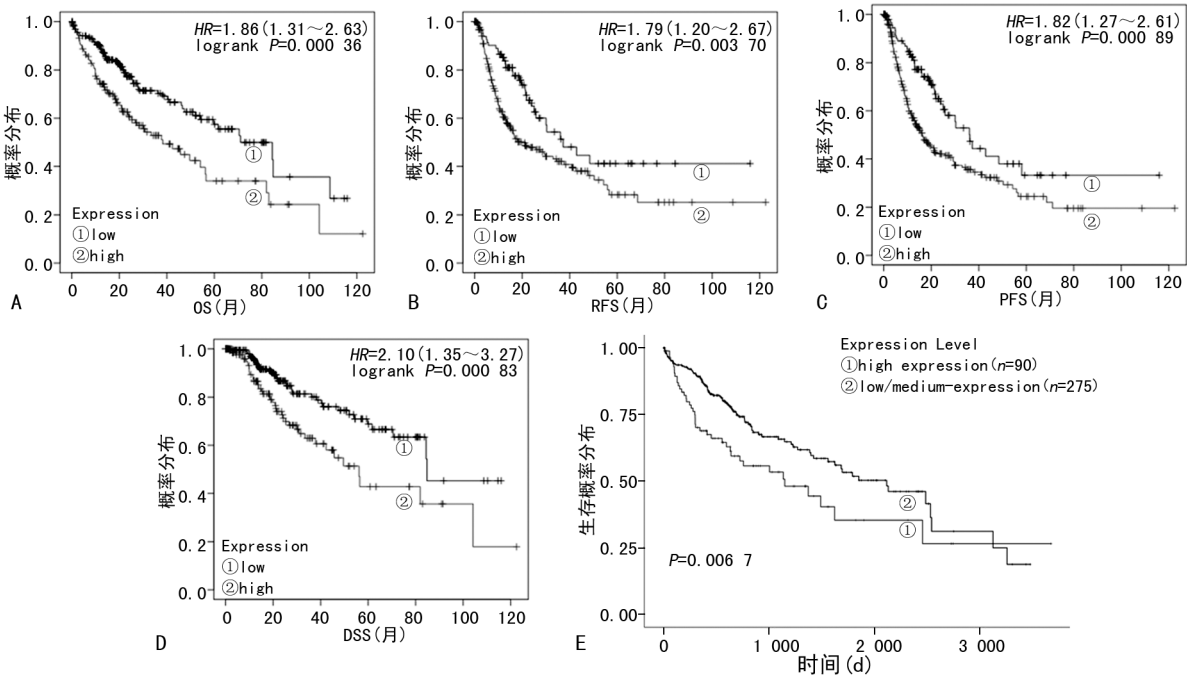 HR=1.86(1.31～2.63)
logrank P=0.000 36
1.0
0.8
0.6
0.4
0.2
0.0
概率分布
①
②
Expression
①low
②high
0 20 40 60 80 100 120
OS(月)
A
HR=1.79(1.20～2.67)
logrank P=0.003 70
1.0
0.8
0.6
0.4
0.2
0.0
概率分布
①
②
Expression
①low
②high
0 20 40 60 80 100 120
RFS(月)
B
HR=1.82(1.27～2.61)
logrank P=0.000 89
1.0
0.8
0.6
0.4
0.2
0.0
概率分布
①
②
Expression
①low
②high
0 20 40 60 80 100 120
PFS(月)
C
HR=2.10(1.35～3.27)
logrank P=0.000 83
1.0
0.8
0.6
0.4
0.2
0.0
概率分布
①
②
Expression
①low
②high
0 20 40 60 80 100 120
DSS(月)
D
Expression Level
①high expression(n=90)
②low/medium-expression(n=275)
1.00
0.75
0.50
0.25
0.00
生存概率分布
②
①
P=0.006 7
0 1 000 2 000 3 000
时间(d)
E